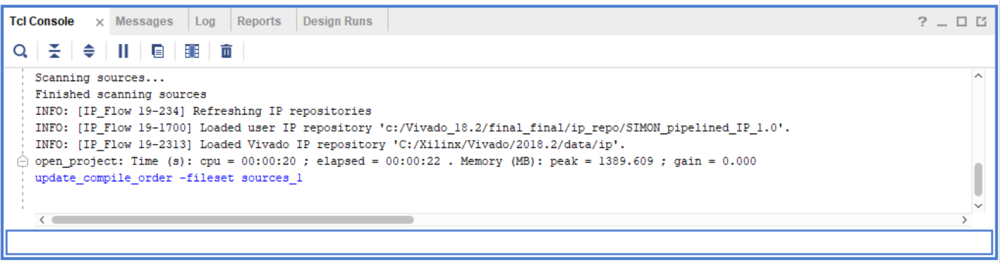 Tcl Console × Messages Log Reports Design Runs ?
Scanning sources...
Finished scanning sources
INFO: [IP_Flow 19-234] Refreshing IP repositories
INFO: [IP_Flow 19-1700] Loaded user IP repository 'c:/Vivado_18.2/final_final/ip_repo/SIMON_pipelined_IP_1.0'.
INFO: [IP_Flow 19-2313] Loaded Vivado IP repository 'C:/Xilinx/Vivado/2018.2/data/ip'.
open_project: Time (s): cpu = 00:00:20 ; elapsed = 00:00:22 . Memory (MB): peak = 1389.609 ; gain = 0.000
update_compile_order -fileset sources_1